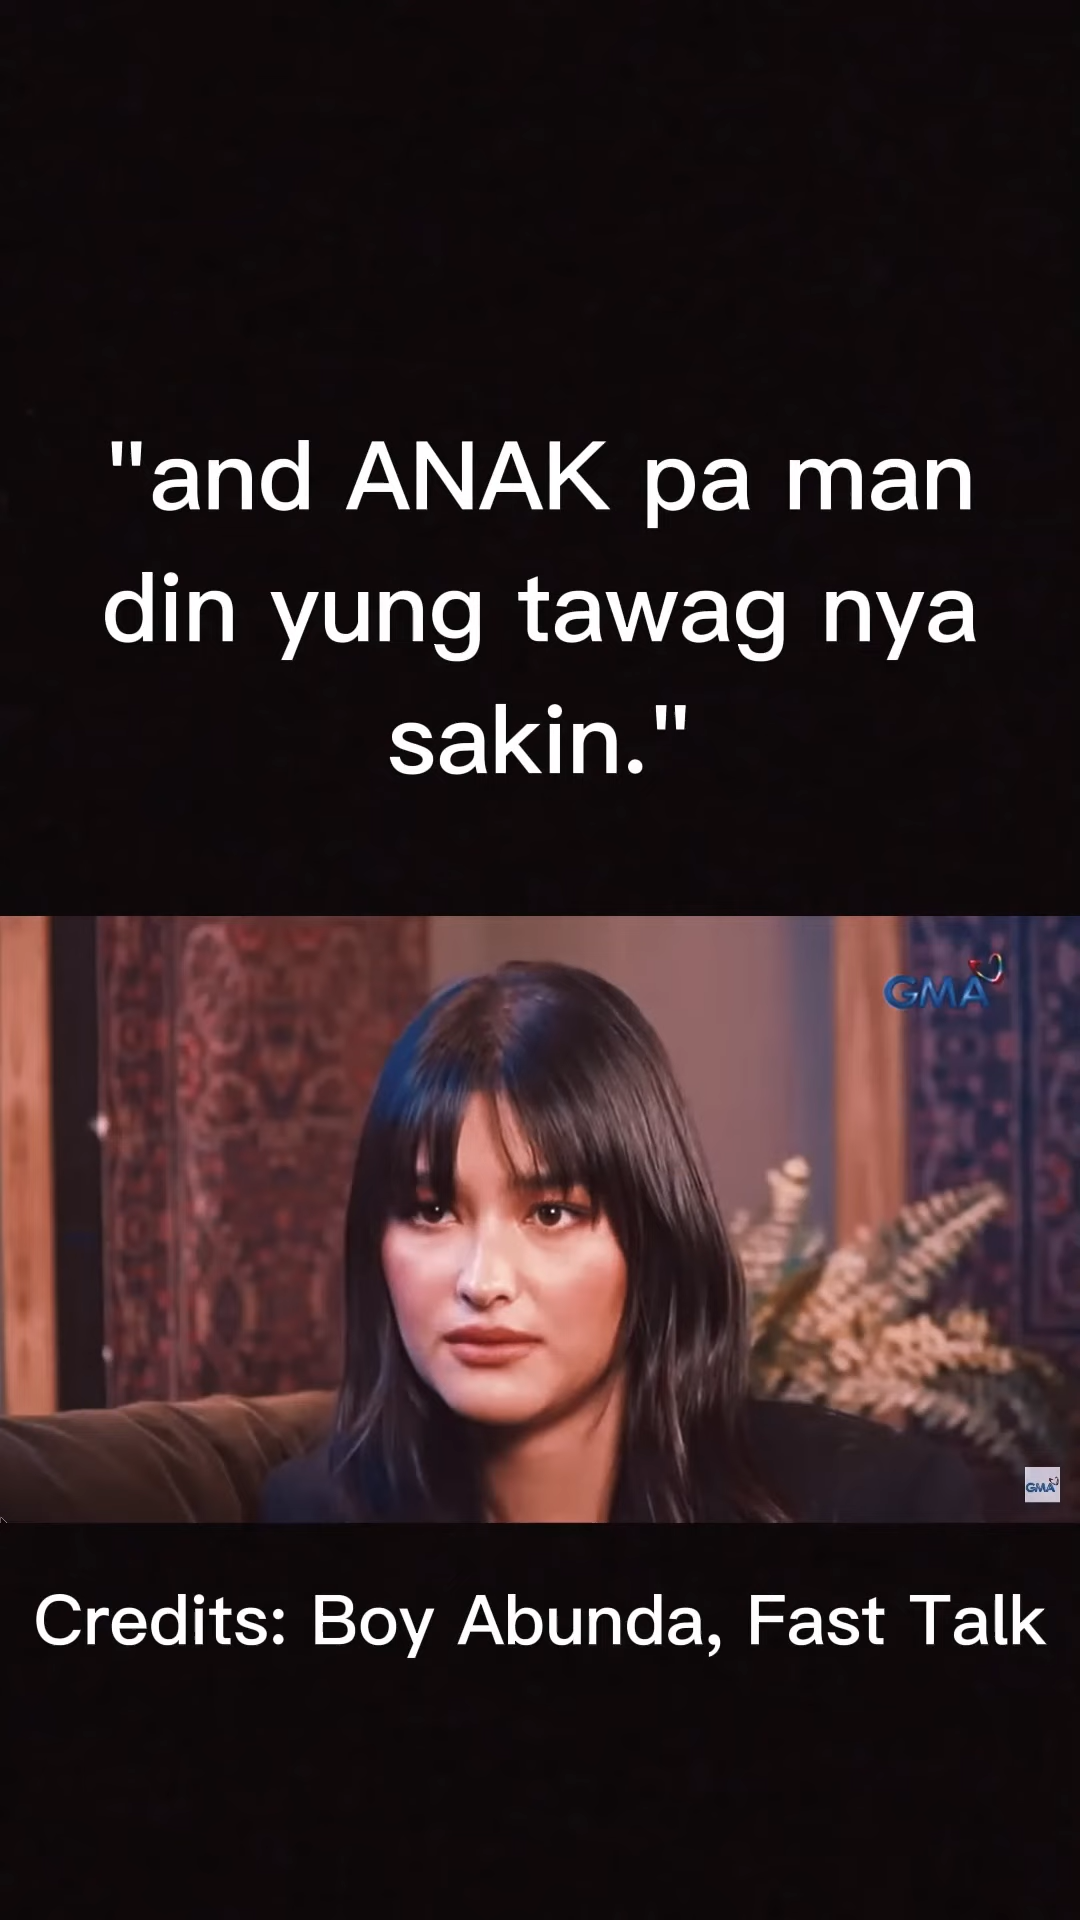 "and ANAK pa man
din yung tawag nya
sakin."
GMA
GMA
Credits: Boy Abunda, Fast Talk